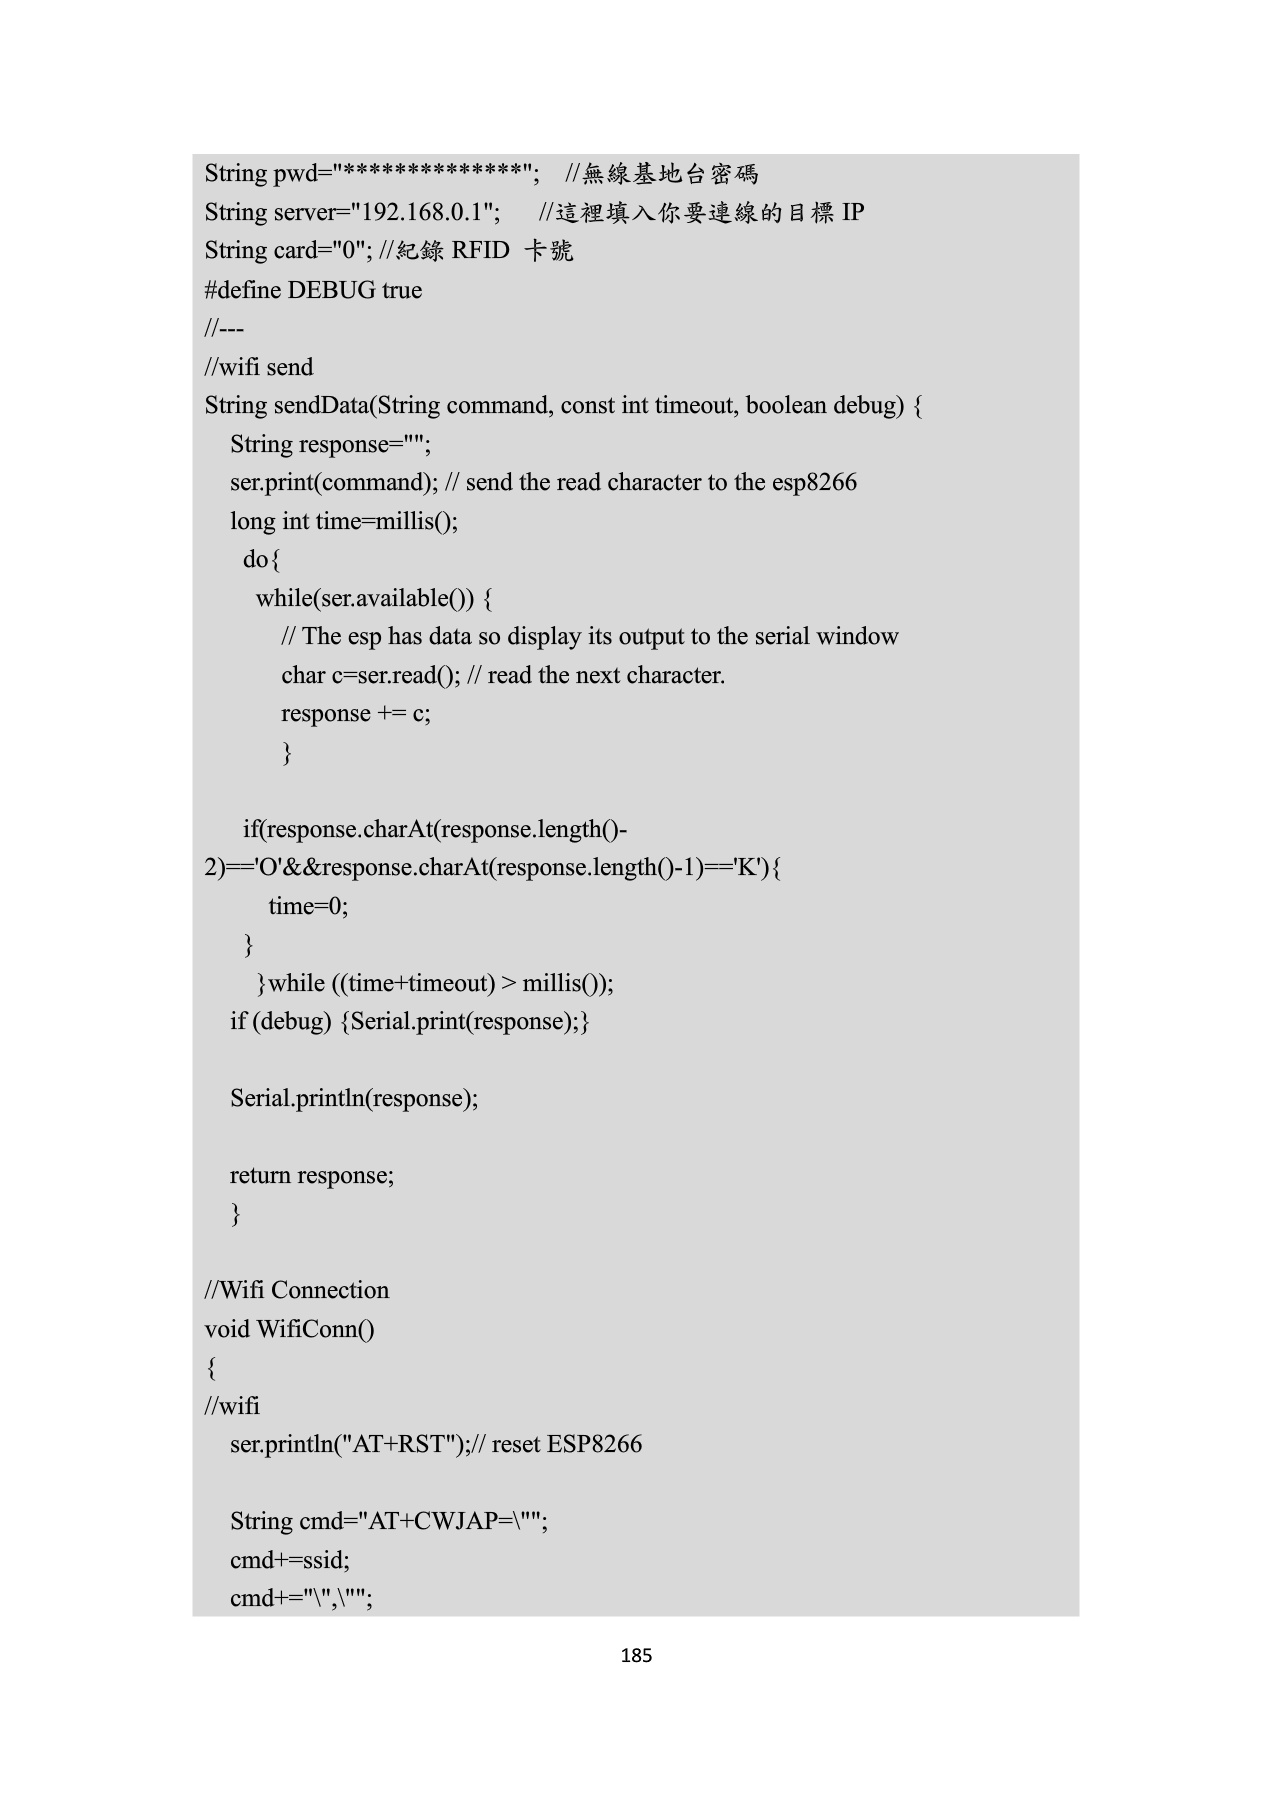 String pwd="**************";    //無線基地台密碼
String server="192.168.0.1";      //這裡填入你要連線的目標 IP
String card="0"; //紀錄 RFID  卡號
#define DEBUG true
//---
//wifi send
String sendData(String command, const int timeout, boolean debug) {
    String response="";
    ser.print(command); // send the read character to the esp8266
    long int time=millis();
      do{
        while(ser.available()) {
            // The esp has data so display its output to the serial window
            char c=ser.read(); // read the next character.
            response += c;
            }
      if(response.charAt(response.length()-
2)=='O'&&response.charAt(response.length()-1)=='K'){
          time=0;
      }
        }while ((time+timeout) > millis());
    if (debug) {Serial.print(response);}
    Serial.println(response);
    return response;
    }
//Wifi Connection
void WifiConn()
{
//wifi
    ser.println("AT+RST");// reset ESP8266
    String cmd="AT+CWJAP=\"";
    cmd+=ssid;
    cmd+="\",\"";
185